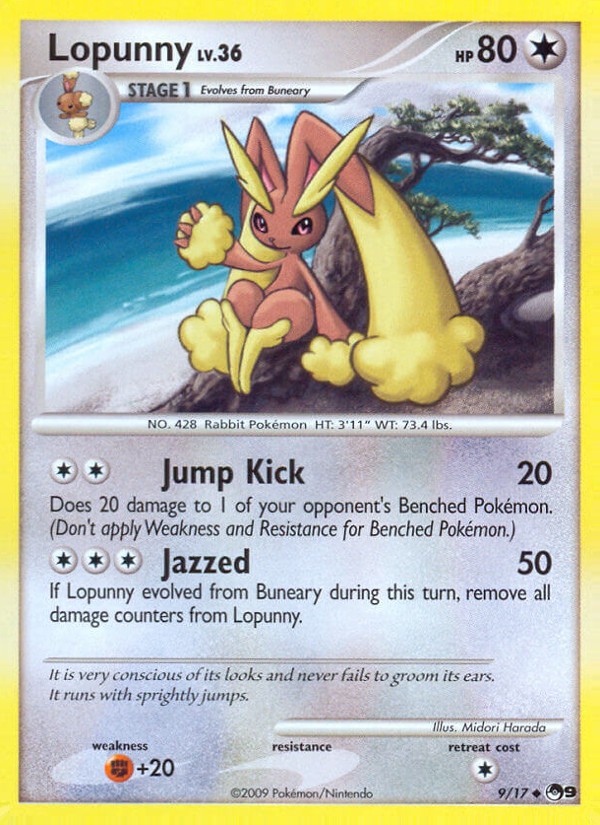 Lopunny LV.36 HP 80
STAGE 1 Evolves from Buneary
NO. 428 Rabbit Pokémon HT: 3'11" WT: 73.4 lbs.
Jump Kick 20
Does 20 damage to 1 of your opponent's Benched Pokémon.
(Don't apply Weakness and Resistance for Benched Pokémon.)
Jazzed 50
If Lopunny evolved from Buneary during this turn, remove all
damage counters from Lopunny.
It is very conscious of its looks and never fails to groom its ears.
It runs with sprightly jumps.
Illus. Midori Harada
weakness resistance retreat cost
+20
©2009 Pokémon/Nintendo 9/17 9